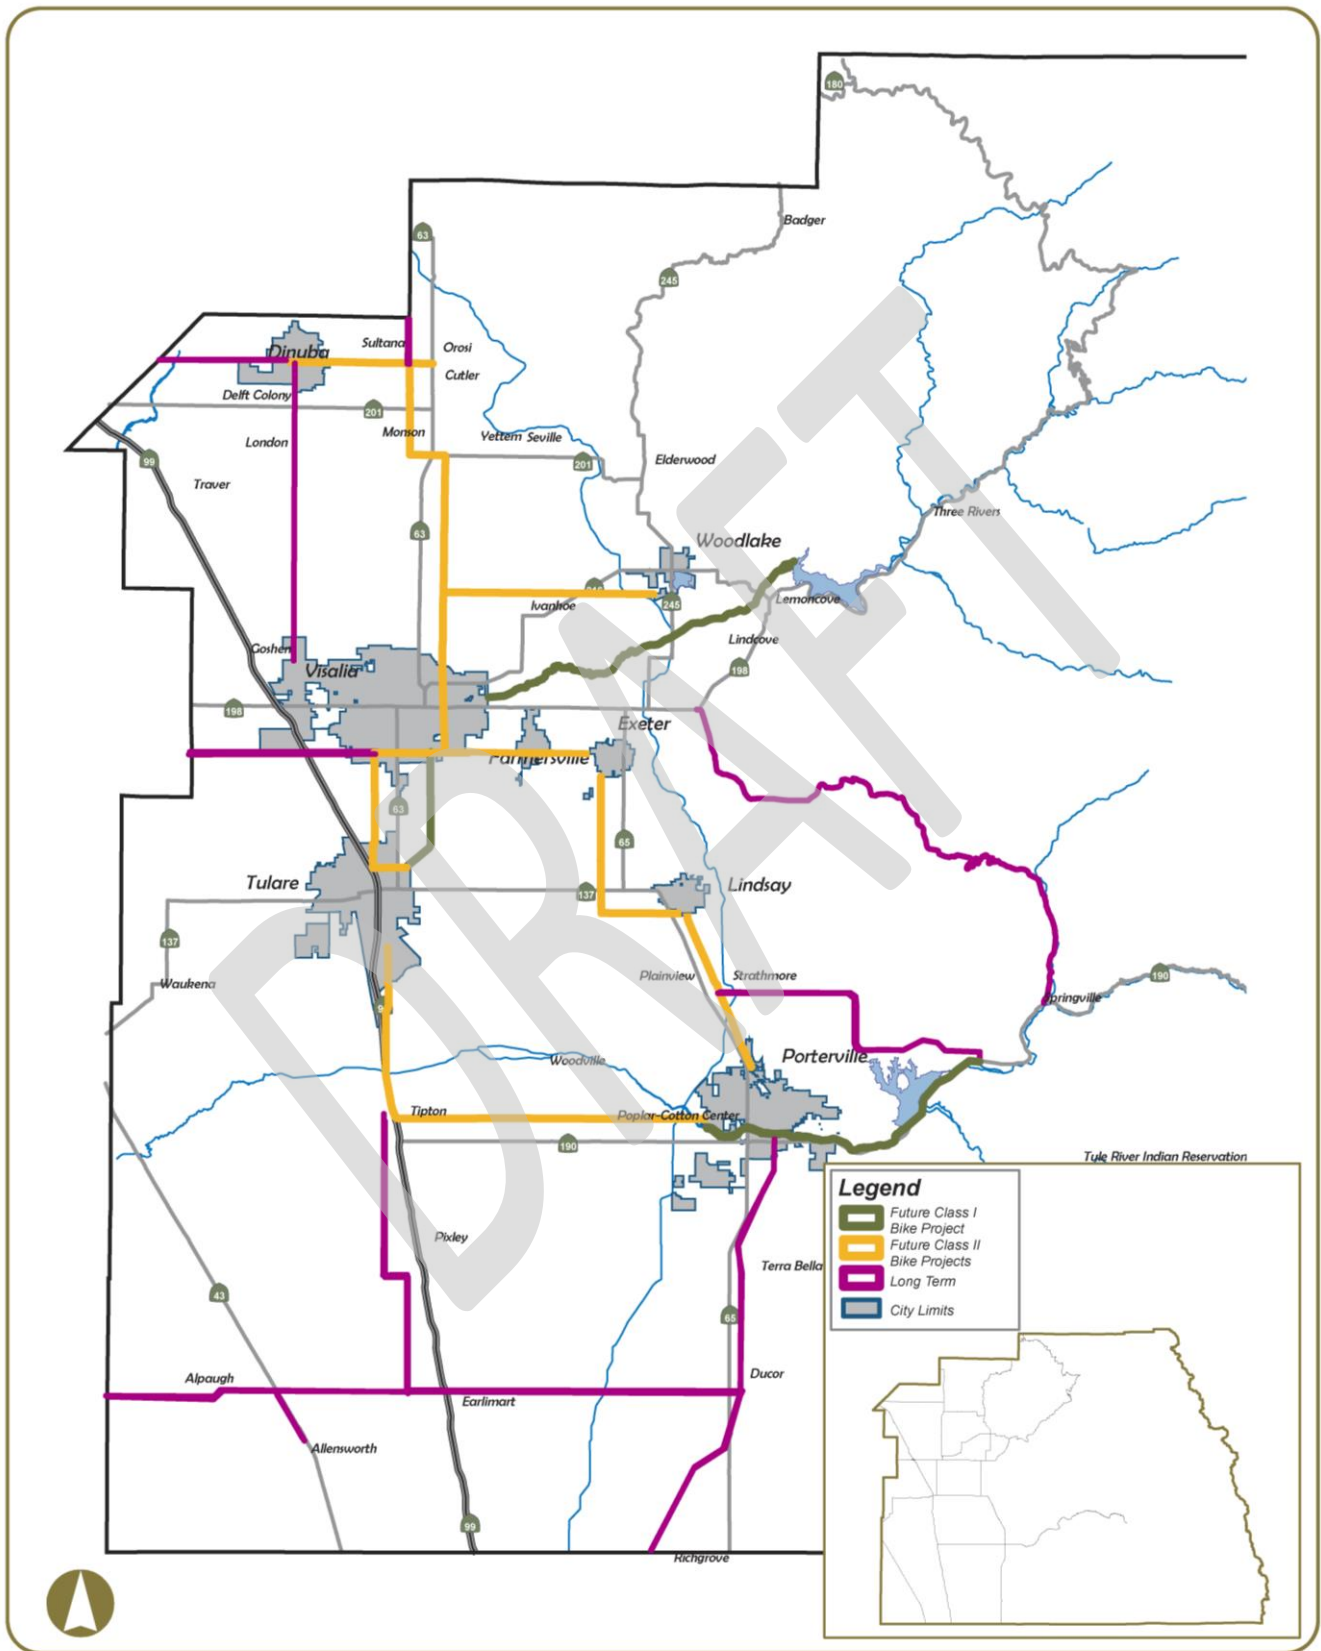 180
Badger
63
245
Sultana
Orosi
Dinuba
Cutler
Delft Colony
201
Monson
London
Yettem Seville
99
201
Elderwood
Traver
Three Rivers
63
Woodlake
245
Lemoncove
Ivanhoe
Lindcove
Goshen
Visalia
198
198
Exeter
Farmersville
63
65
Tulare
Lindsay
137
137
Plainview
Strathmore
Waukena
190
Springville
Woodville
Porterville
Tipton
Poplar-Cotton Center
190
Tule River Indian Reservation
Pixley
Terra Bella
43
65
Alpaugh
Ducor
Earlimart
Allensworth
99
Richgrove
DRAFT
Legend
Future Class I
Bike Project
Future Class II
Bike Projects
Long Term
City Limits